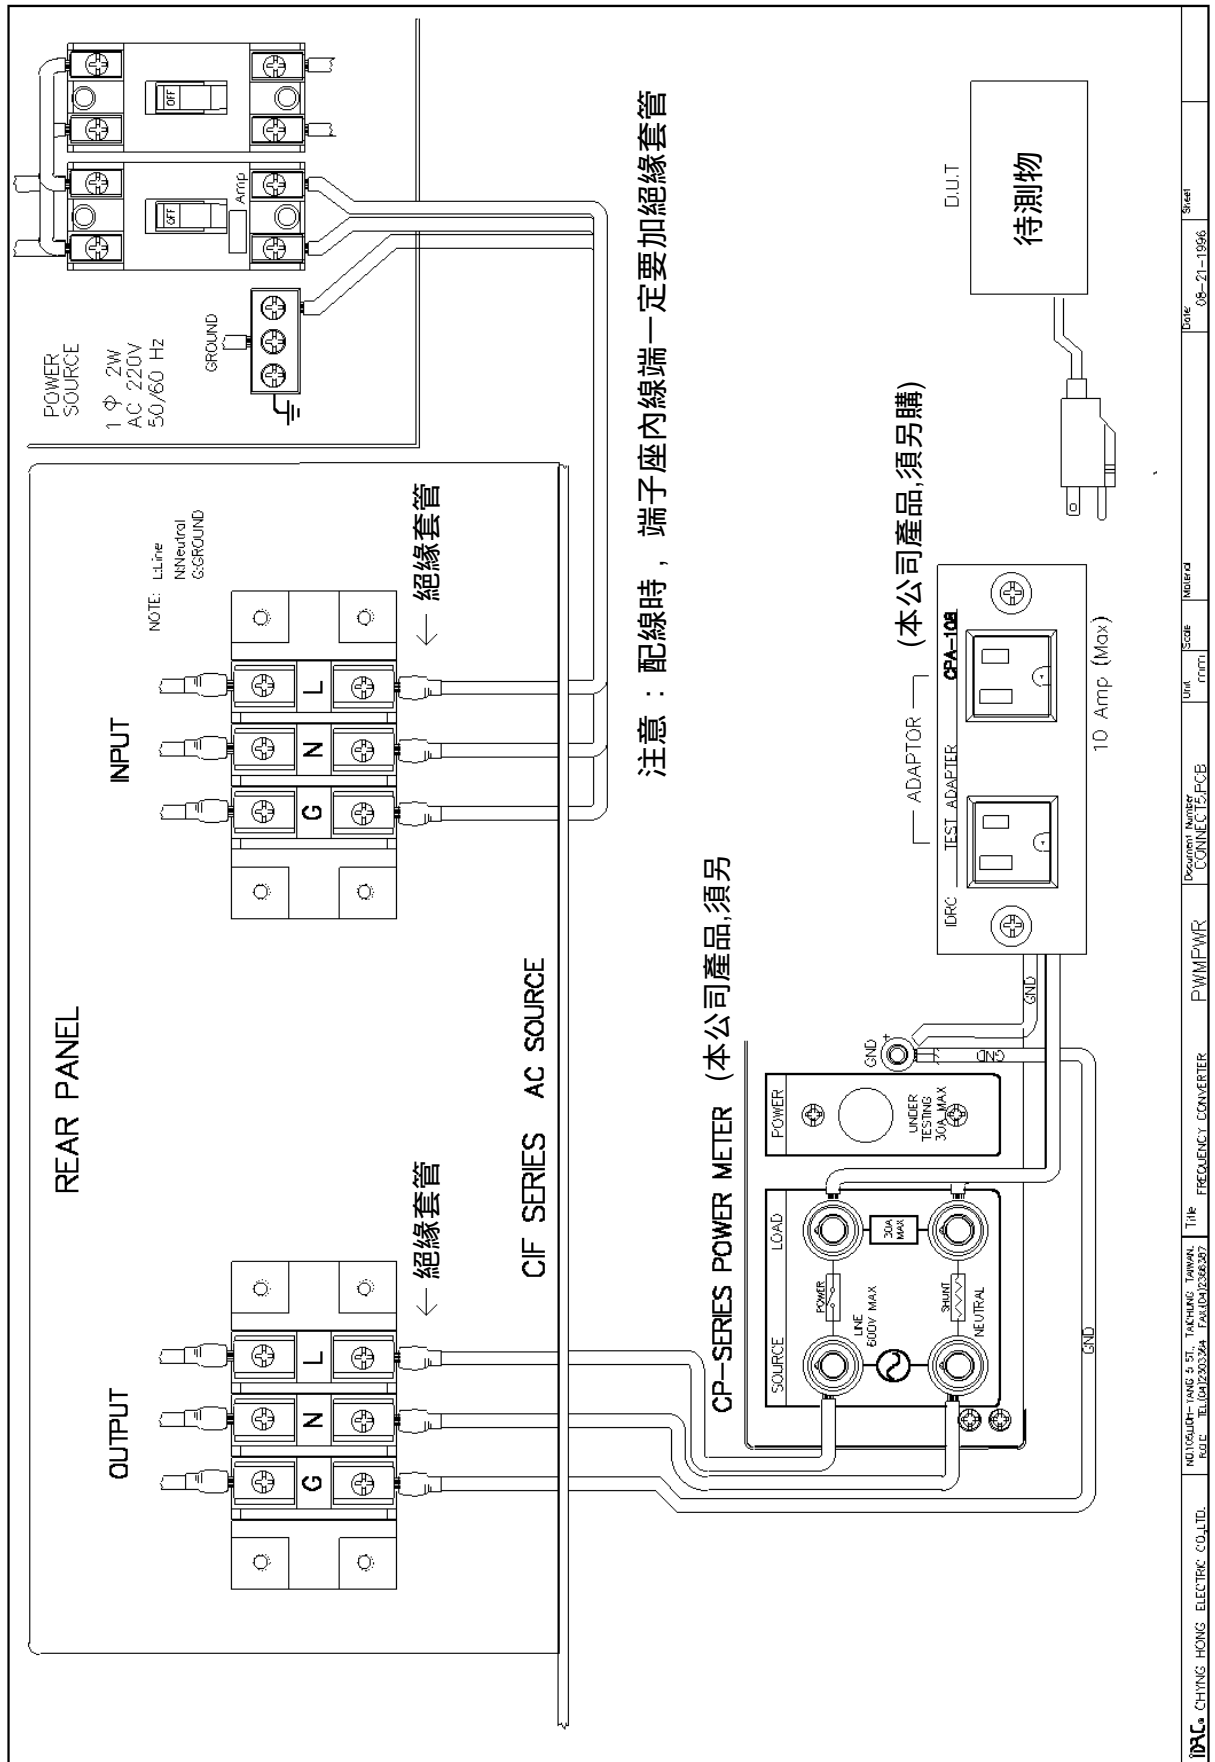 POWER
SOURCE
1 Φ 2W
AC 220V
50/60 Hz
GROUND
OFF
OFF
Amp
REAR PANEL
NOTE: L:Line
N:Neutral
G:GROUND
OUTPUT
INPUT
G N L
G N L
←絕緣套管
←絕緣套管
CIF SERIES AC SOURCE
注意：配線時，端子座內線端一定要加絕緣套管
CP-SERIES POWER METER (本公司產品,須另
SOURCE
LOAD
POWER
POWER
LINE
600V MAX
30A
MAX
SHUNT
NEUTRAL
UNDER
TESTING
30A MAX
GND
GND
GND
GND
ADAPTOR
(本公司產品,須另購)
IDRC TEST ADAPTER CPA-108
10 Amp (Max)
D.U.T
待測物
iDRC CHYNG HONG ELECTRIC CO.,LTD.
TAICHUNG TAIWAN.
Title
FREQUENCY CONVERTER
PWMPWR
Document Number
CONNECT5.PCB
Unit
mm
Scale
Material
Date
08-21-1996
Sheet